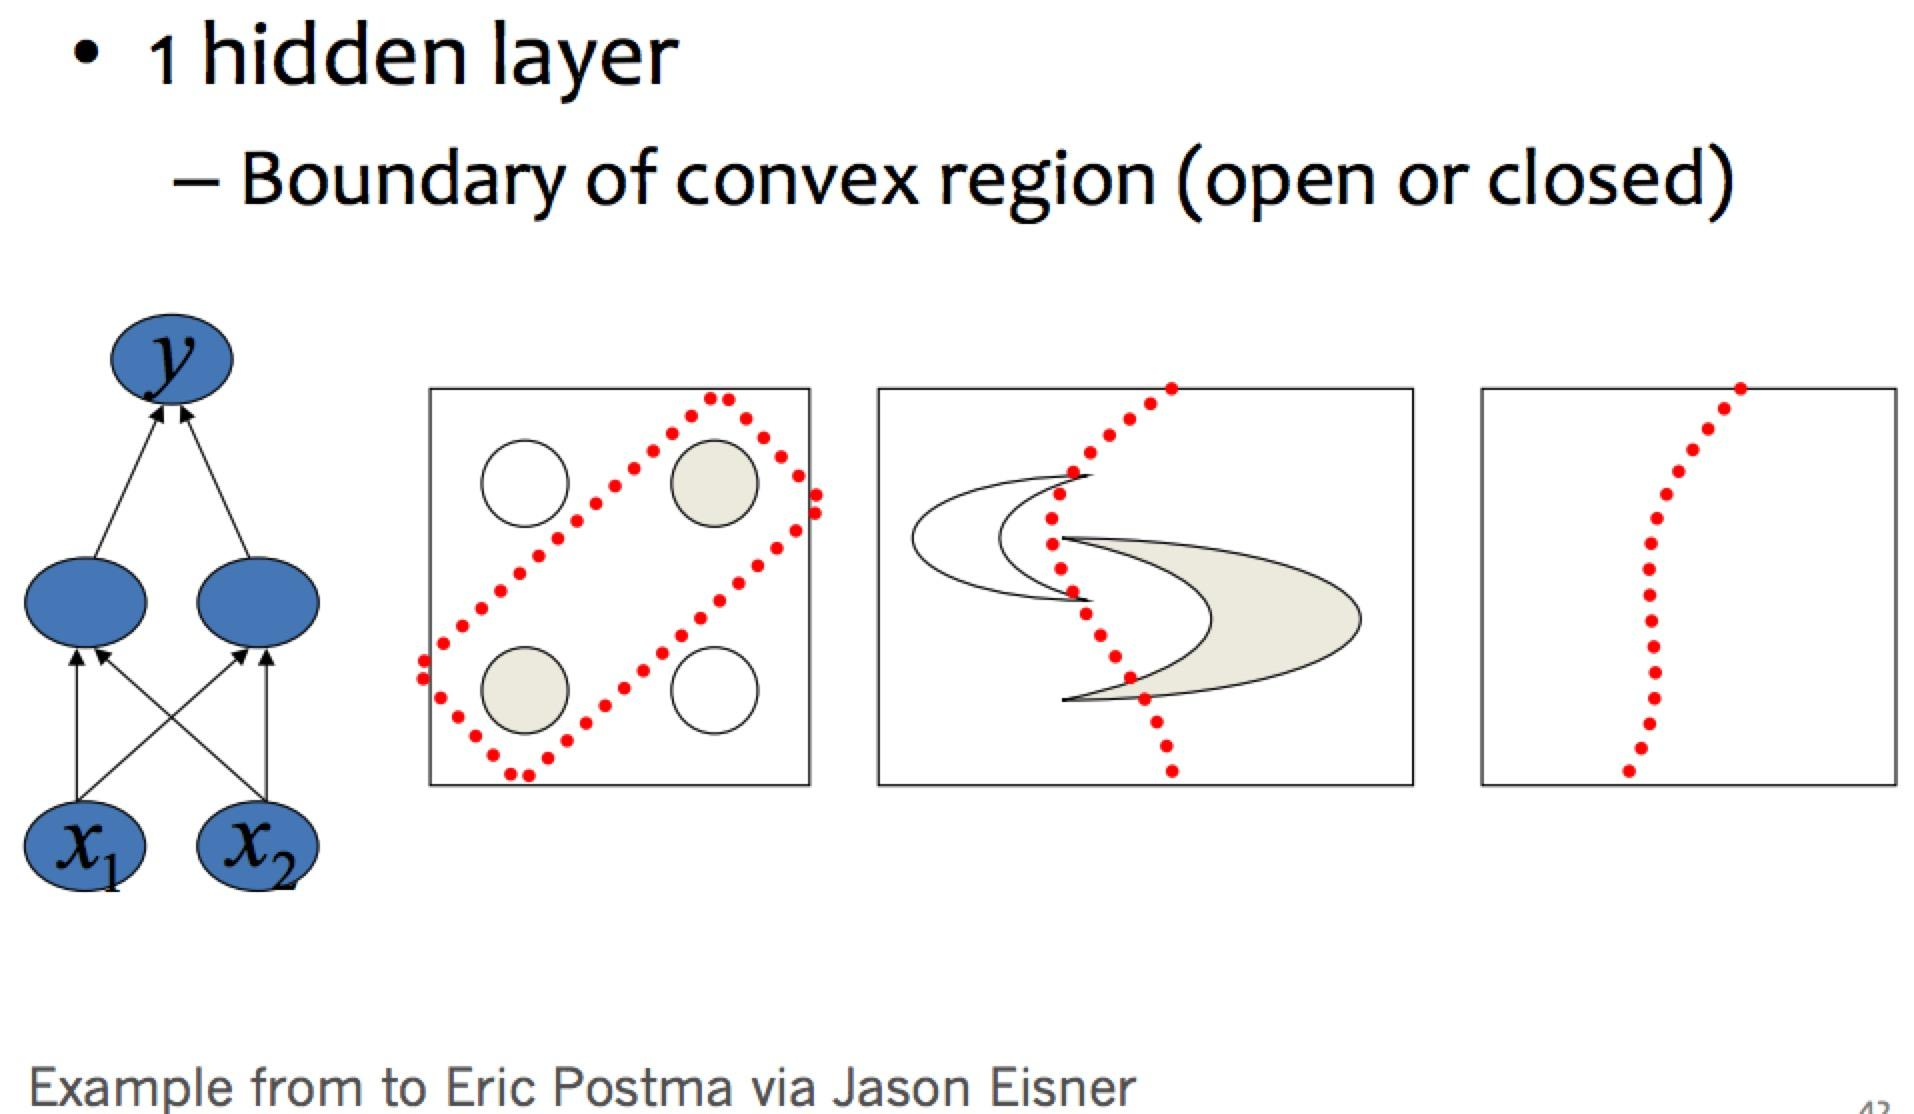 • 1 hidden layer
– Boundary of convex region (open or closed)
y
x1 x2
Example from to Eric Postma via Jason Eisner
42